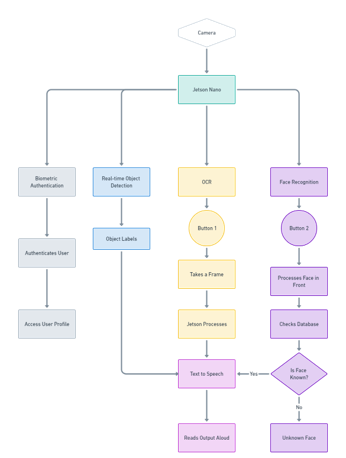 Camera
Jetson Nano
Biometric
Authentication
Real-time Object
Detection
OCR
Face Recognition
Button 1
Button 2
Authenticates User
Object Labels
Takes a Frame
Processes Face in
Front
Access User Profile
Jetson Processes
Checks Database
Text to Speech
Yes
Is Face
Known?
No
Reads Output Aloud
Unknown Face